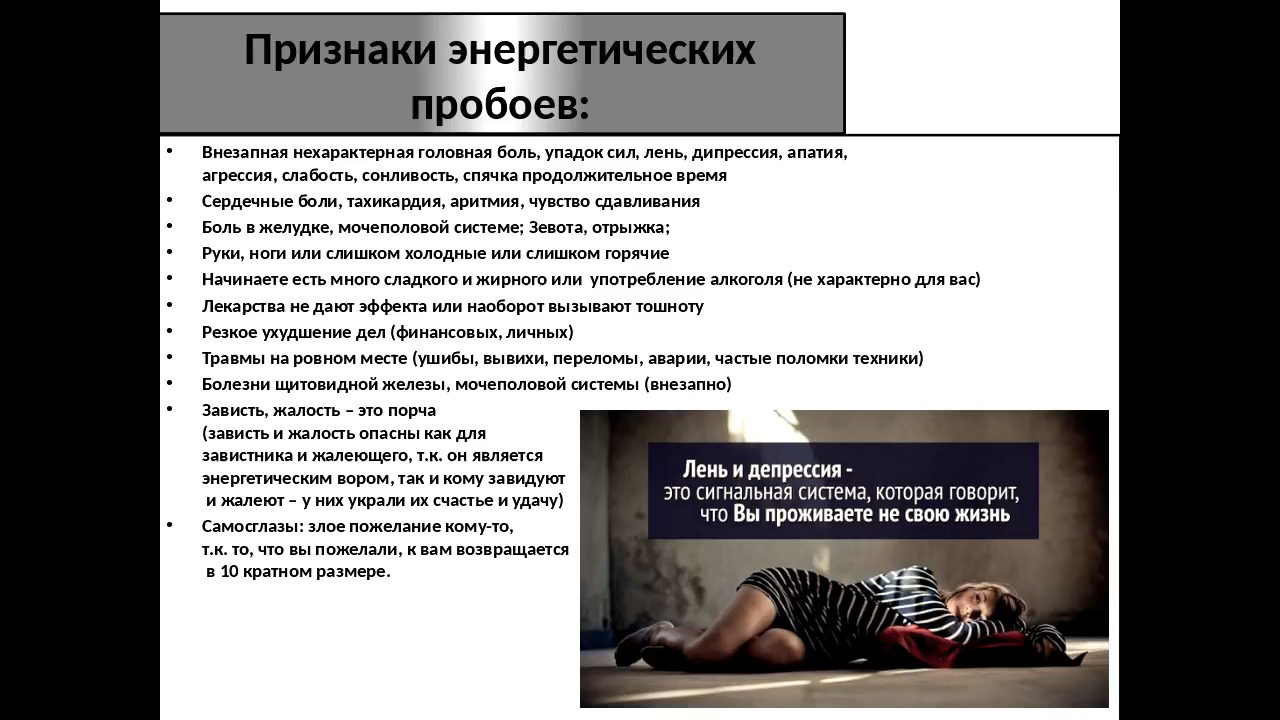 Признаки энергетических
пробоев:
• Внезапная нехарактерная головная боль, упадок сил, лень, дипрессия, апатия,
агрессия, слабость, сонливость, спячка продолжительное время
• Сердечные боли, тахикардия, аритмия, чувство сдавливания
• Боль в желудке, мочеполовой системе; Зевота, отрыжка;
• Руки, ноги или слишком холодные или слишком горячие
• Начинаете есть много сладкого и жирного или  употребление алкоголя (не характерно для вас)
• Лекарства не дают эффекта или наоборот вызывают тошноту
• Резкое ухудшение дел (финансовых, личных)
• Травмы на ровном месте (ушибы, вывихи, переломы, аварии, частые поломки техники)
• Болезни щитовидной железы, мочеполовой системы (внезапно)
• Зависть, жалость – это порча
(зависть и жалость опасны как для
завистника и жалеющего, т.к. он является
энергетическим вором, так и кому завидуют
и жалеют – у них украли их счастье и удачу)
• Самосглазы: злое пожелание кому-то,
т.к. то, что вы пожелали, к вам возвращается
в 10 кратном размере.
Лень и депрессия -
это сигнальная система, которая говорит,
что Вы проживаете не свою жизнь